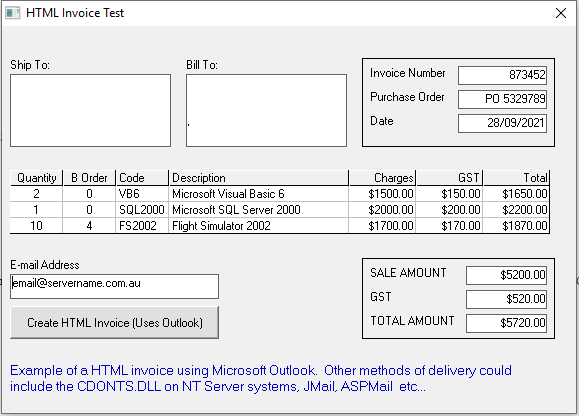 HTML Invoice Test
Ship To:
Bill To:
.
Invoice Number 873452
Purchase Order PO 5329789
Date 28/09/2021
Quantity B Order Code Description Charges GST Total
2 0 VB6 Microsoft Visual Basic 6 $1500.00 $150.00 $1650.00
1 0 SQL2000 Microsoft SQL Server 2000 $2000.00 $200.00 $2200.00
10 4 FS2002 Flight Simulator 2002 $1700.00 $170.00 $1870.00
E-mail Address
email@servername.com.au
Create HTML Invoice (Uses Outlook)
SALE AMOUNT $5200.00
GST $520.00
TOTAL AMOUNT $5720.00
Example of a HTML invoice using Microsoft Outlook. Other methods of delivery could
include the CDONTS.DLL on NT Server systems, JMail, ASPMail etc...